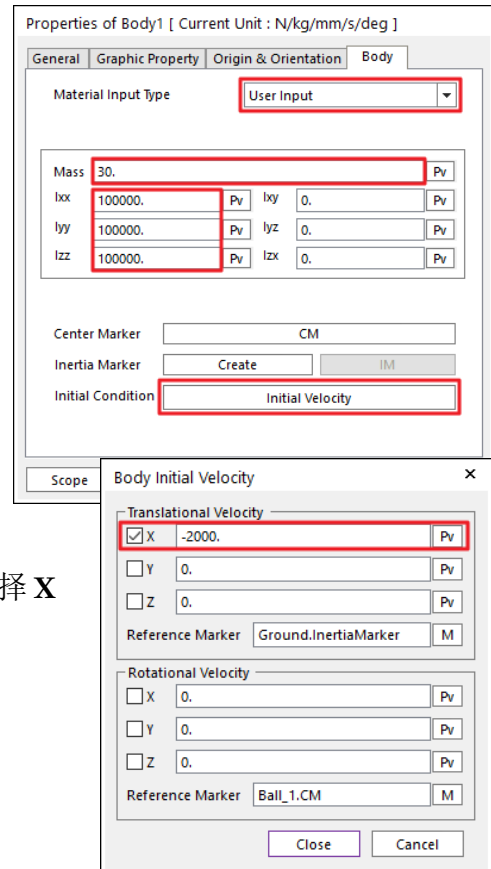 Properties of Body1 [ Current Unit : N/kg/mm/s/deg ]
General Graphic Property Origin & Orientation Body
Material Input Type User Input
Mass 30. Pv
Ixx 100000. Pv Ixy 0. Pv
Iyy 100000. Pv Iyz 0. Pv
Izz 100000. Pv Izx 0. Pv
Center Marker CM
Inertia Marker Create IM
Initial Condition Initial Velocity
Scope
Body Initial Velocity ×
Translational Velocity
X -2000. Pv
择 X
Y 0. Pv
Z 0. Pv
Reference Marker Ground.InertiaMarker M
Rotational Velocity
X 0. Pv
Y 0. Pv
Z 0. Pv
Reference Marker Ball_1.CM M
Close Cancel